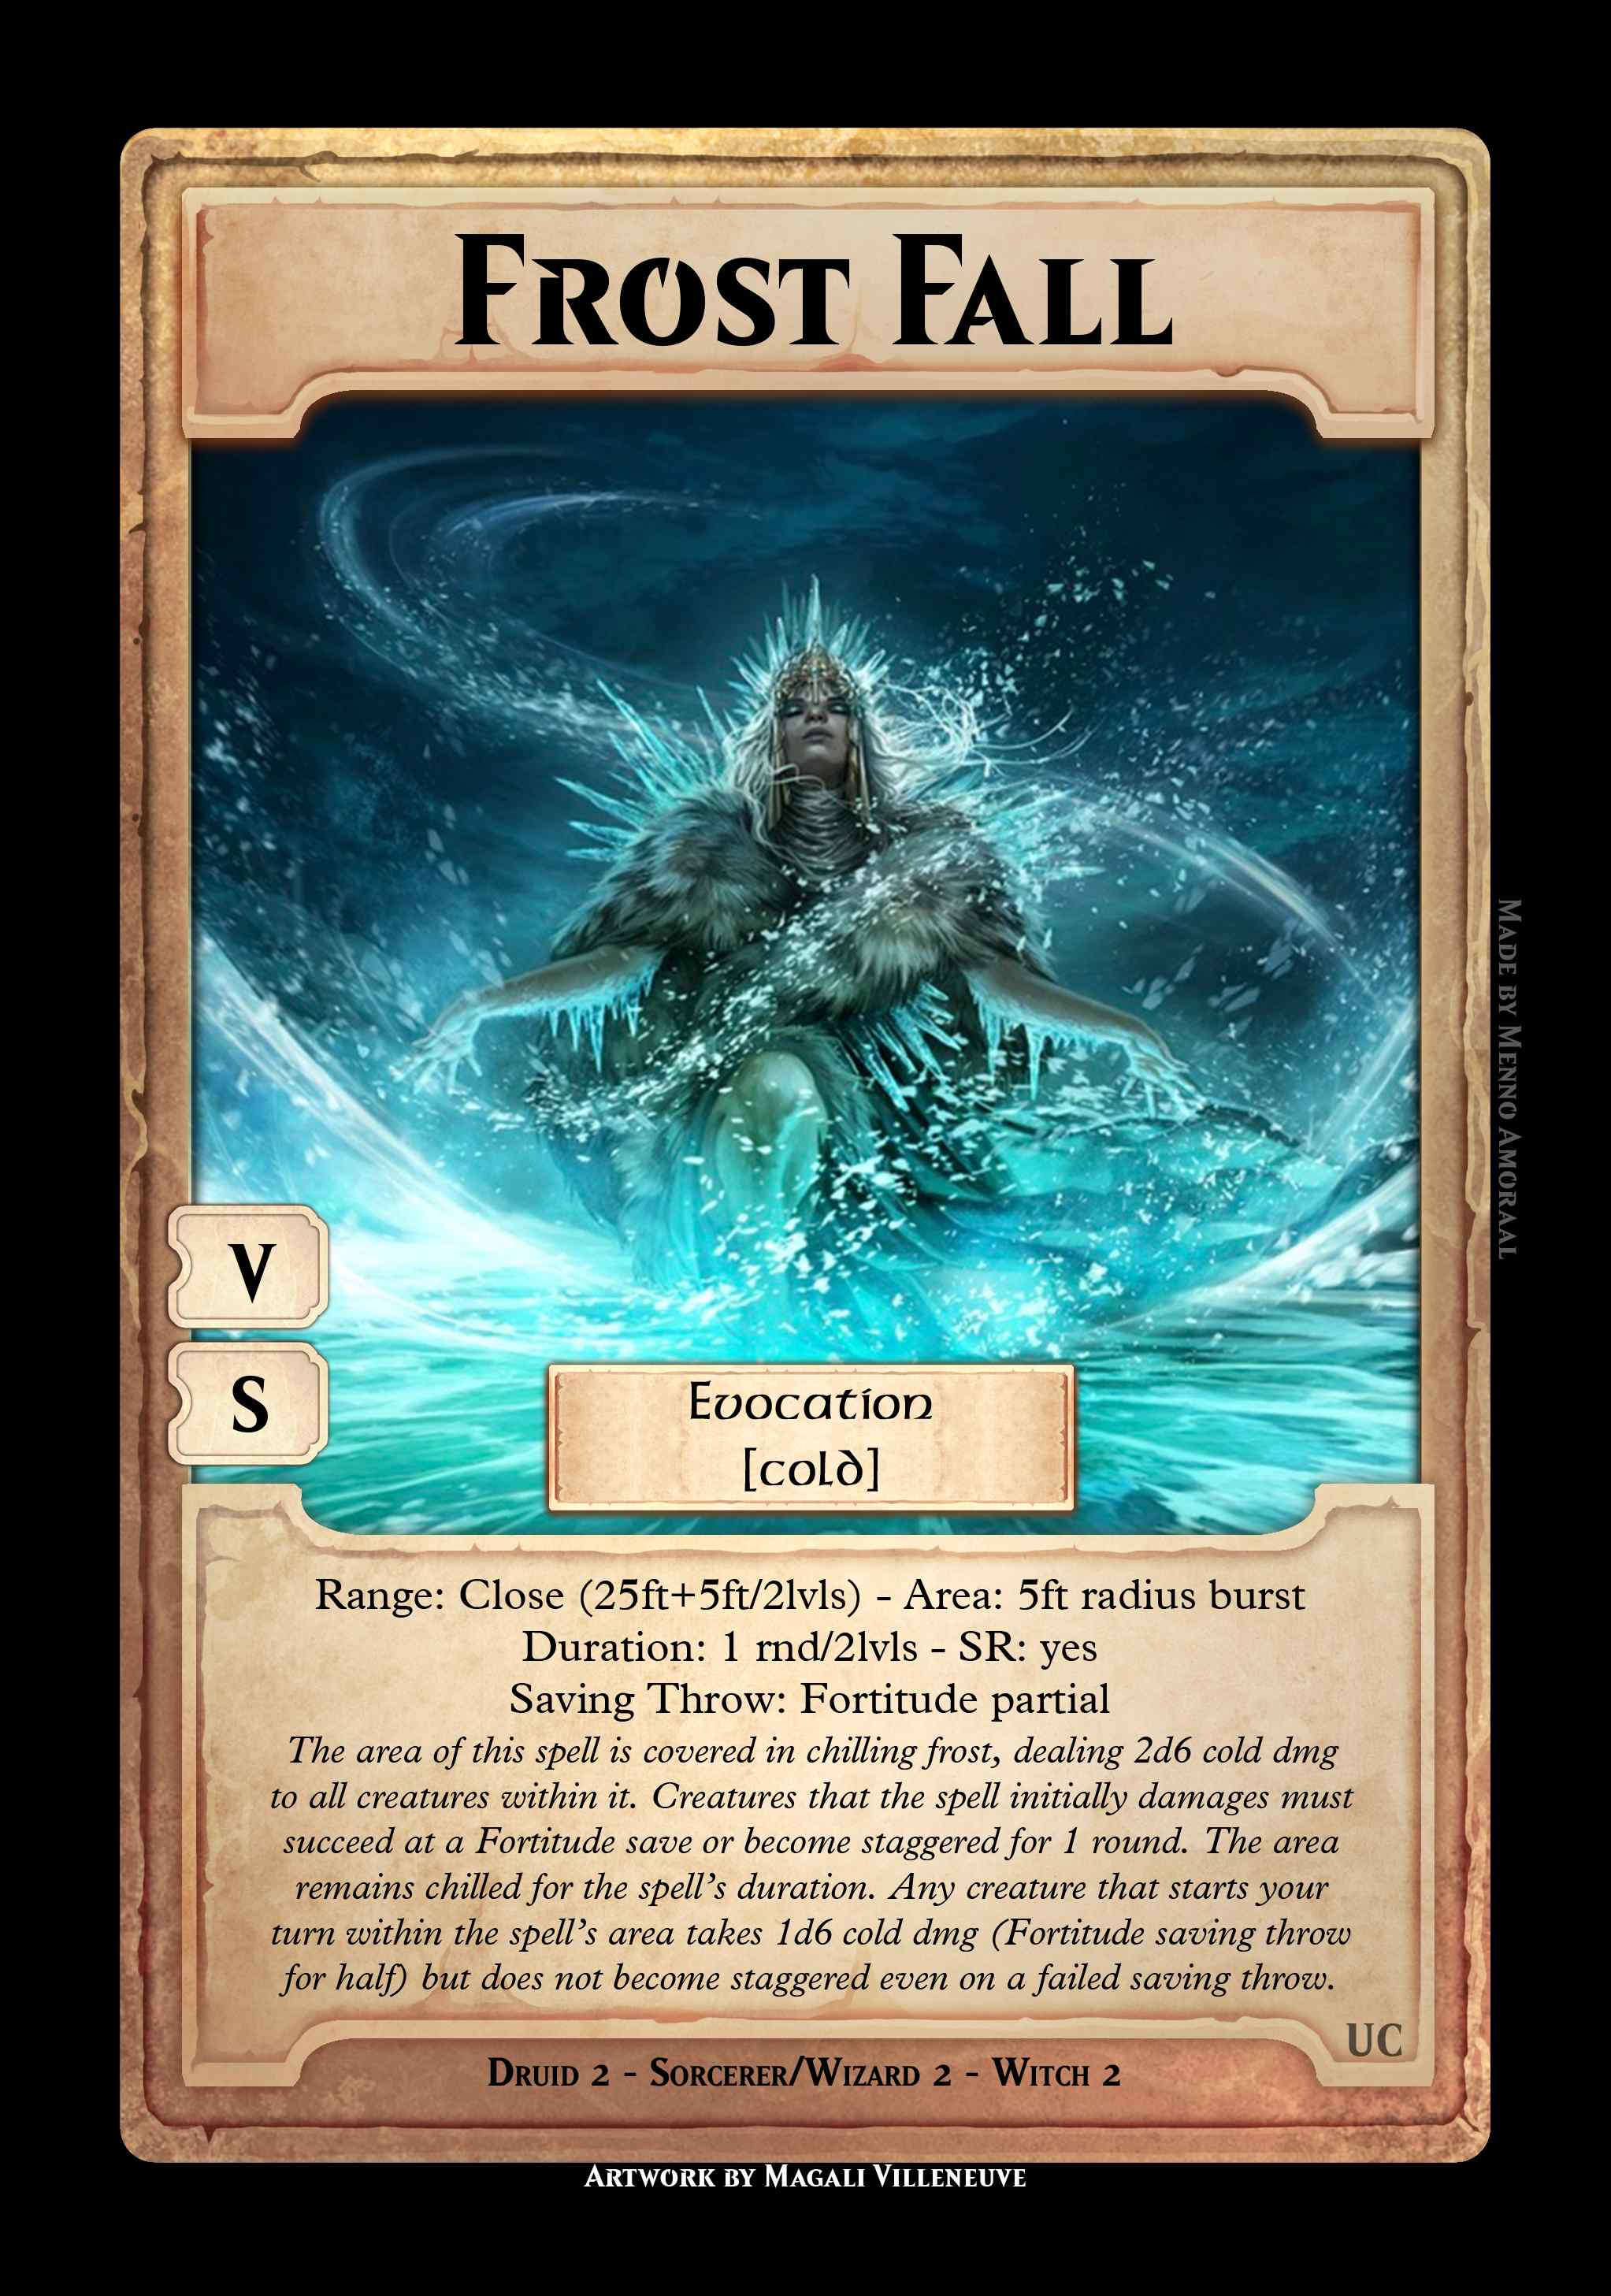 Frost Fall
Made by Menno Amoraal
V
S
Evocation
[cold]
Range: Close (25ft+5ft/2lvls) - Area: 5ft radius burst
Duration: 1 rnd/2lvls - SR: yes
Saving Throw: Fortitude partial
The area of this spell is covered in chilling frost, dealing 2d6 cold dmg
to all creatures within it. Creatures that the spell initially damages must
succeed at a Fortitude save or become staggered for 1 round. The area
remains chilled for the spell's duration. Any creature that starts your
turn within the spell's area takes 1d6 cold dmg (Fortitude saving throw
for half) but does not become staggered even on a failed saving throw.
UC
Druid 2 - Sorcerer/Wizard 2 - Witch 2
Artwork by Magali Villeneuve